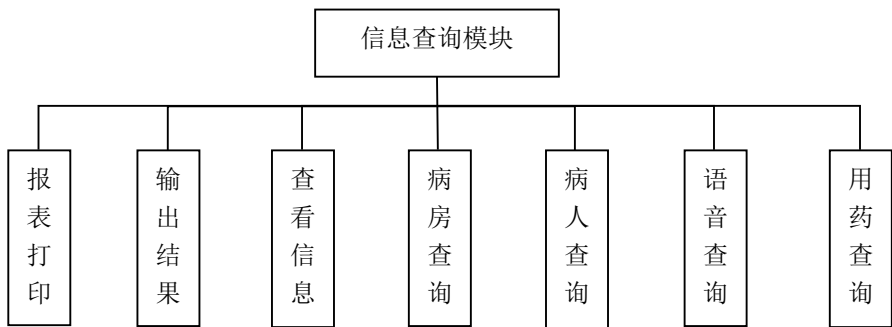 信息查询模块
报表打印
输出结果
查看信息
病房查询
病人查询
语音查询
用药查询